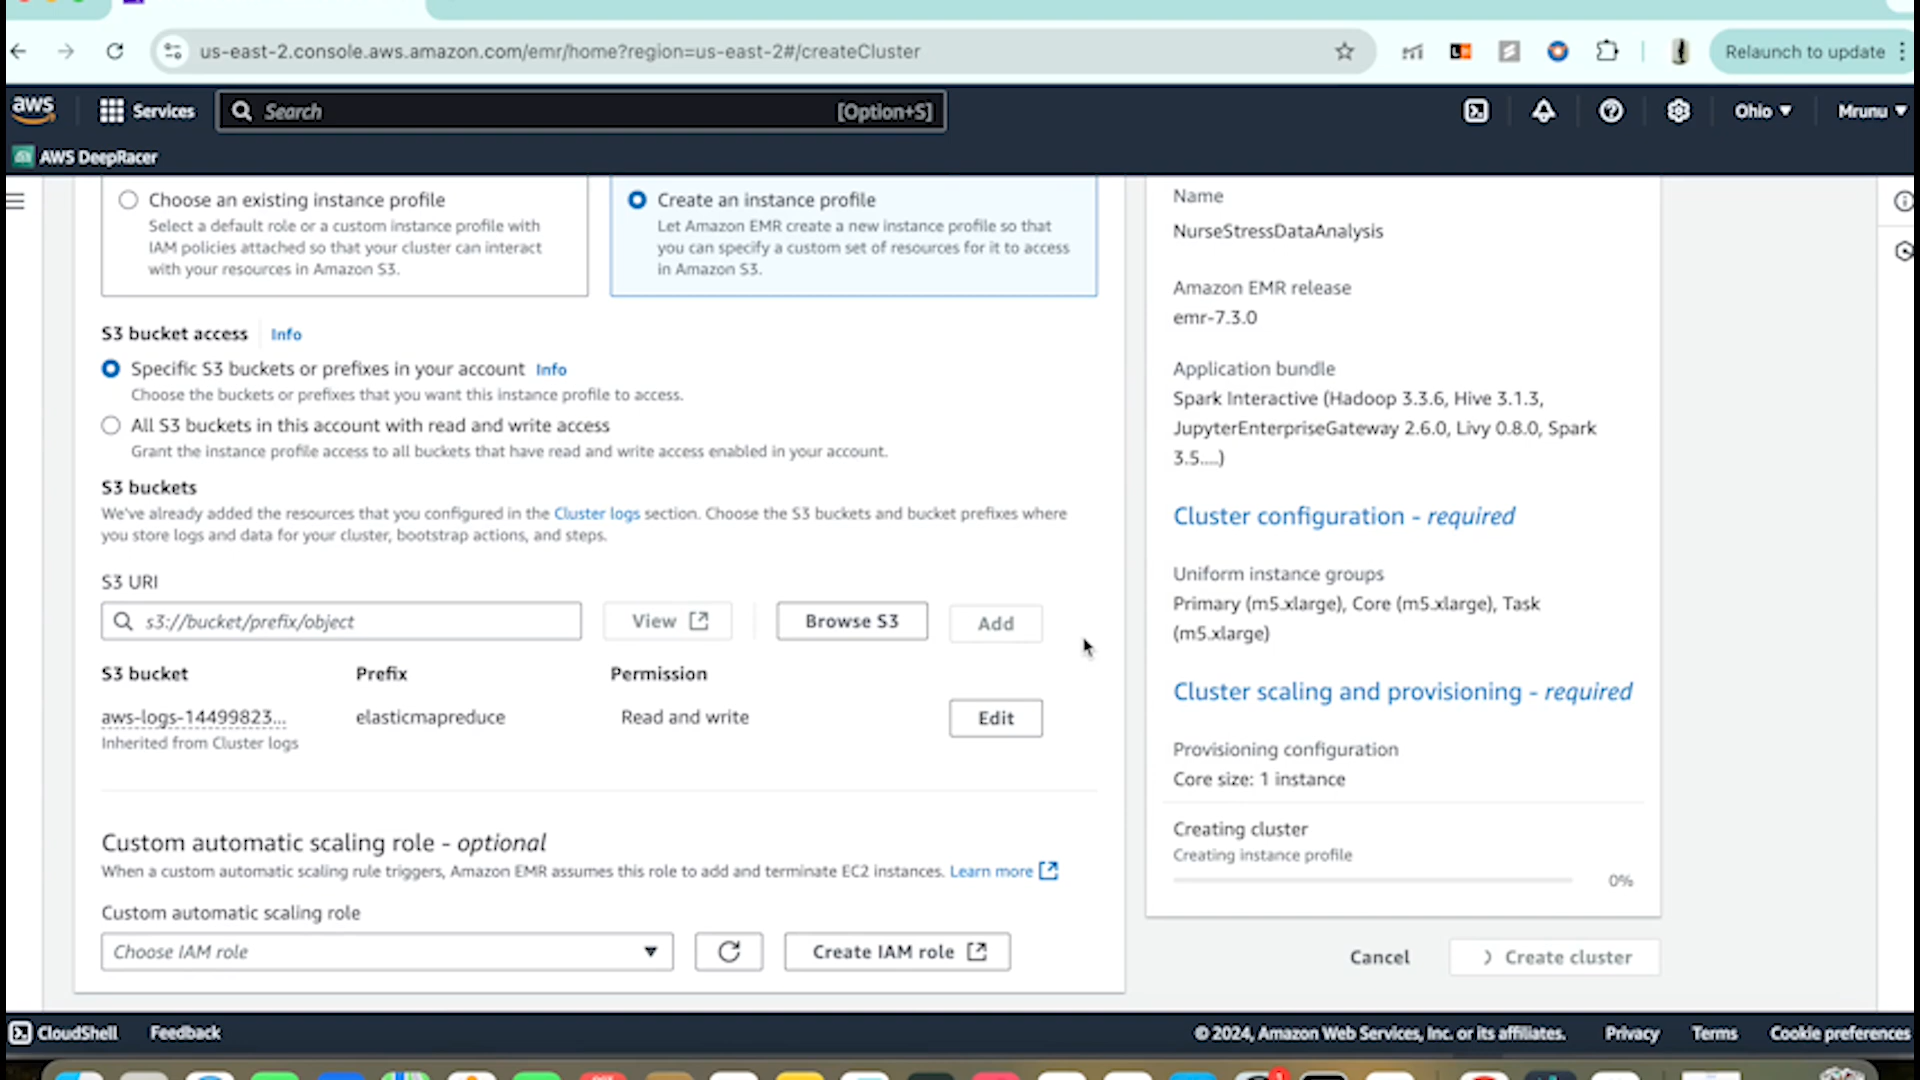 us-east-2.console.aws.amazon.com/emr/home?region=us-east-2#/createCluster
Relaunch to update
aws
Services
Search
[Option+S]
Ohio
Mrunu
AWS DeepRacer
Choose an existing instance profile
Select a default role or a custom instance profile with
IAM policies attached so that your cluster can interact
with your resources in Amazon S3.
Create an instance profile
Let Amazon EMR create a new instance profile so that
you can specify a custom set of resources for it to access
in Amazon S3.
S3 bucket access
Info
Specific S3 buckets or prefixes in your account Info
Choose the buckets or prefixes that you want this instance profile to access.
All S3 buckets in this account with read and write access
Grant the instance profile access to all buckets that have read and write access enabled in your account.
S3 buckets
We've already added the resources that you configured in the Cluster logs section. Choose the S3 buckets and bucket prefixes where
you store logs and data for your cluster, bootstrap actions, and steps.
S3 URI
s3://bucket/prefix/object
View
Browse S3
Add
S3 bucket
Prefix
Permission
aws-logs-14499823...
elasticmapreduce
Read and write
Edit
Inherited from Cluster logs
Custom automatic scaling role - optional
When a custom automatic scaling rule triggers, Amazon EMR assumes this role to add and terminate EC2 instances. Learn more
Custom automatic scaling role
Choose IAM role
Create IAM role
Name
NurseStressDataAnalysis
Amazon EMR release
emr-7.3.0
Application bundle
Spark Interactive (Hadoop 3.3.6, Hive 3.1.3,
JupyterEnterpriseGateway 2.6.0, Livy 0.8.0, Spark
3.5....)
Cluster configuration - required
Uniform instance groups
Primary (m5.xlarge), Core (m5.xlarge), Task
(m5.xlarge)
Cluster scaling and provisioning - required
Provisioning configuration
Core size: 1 instance
Creating cluster
Creating instance profile
0%
Cancel
Create cluster
CloudShell
Feedback
© 2024, Amazon Web Services, Inc. or its affiliates.
Privacy
Terms
Cookie preferences